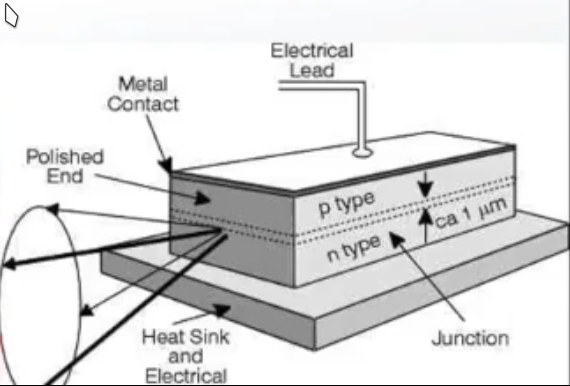 Electrical
Lead
Metal
Contact
Polished
End
p type
ca 1 μm
n type
Heat Sink
and
Electrical
Junction